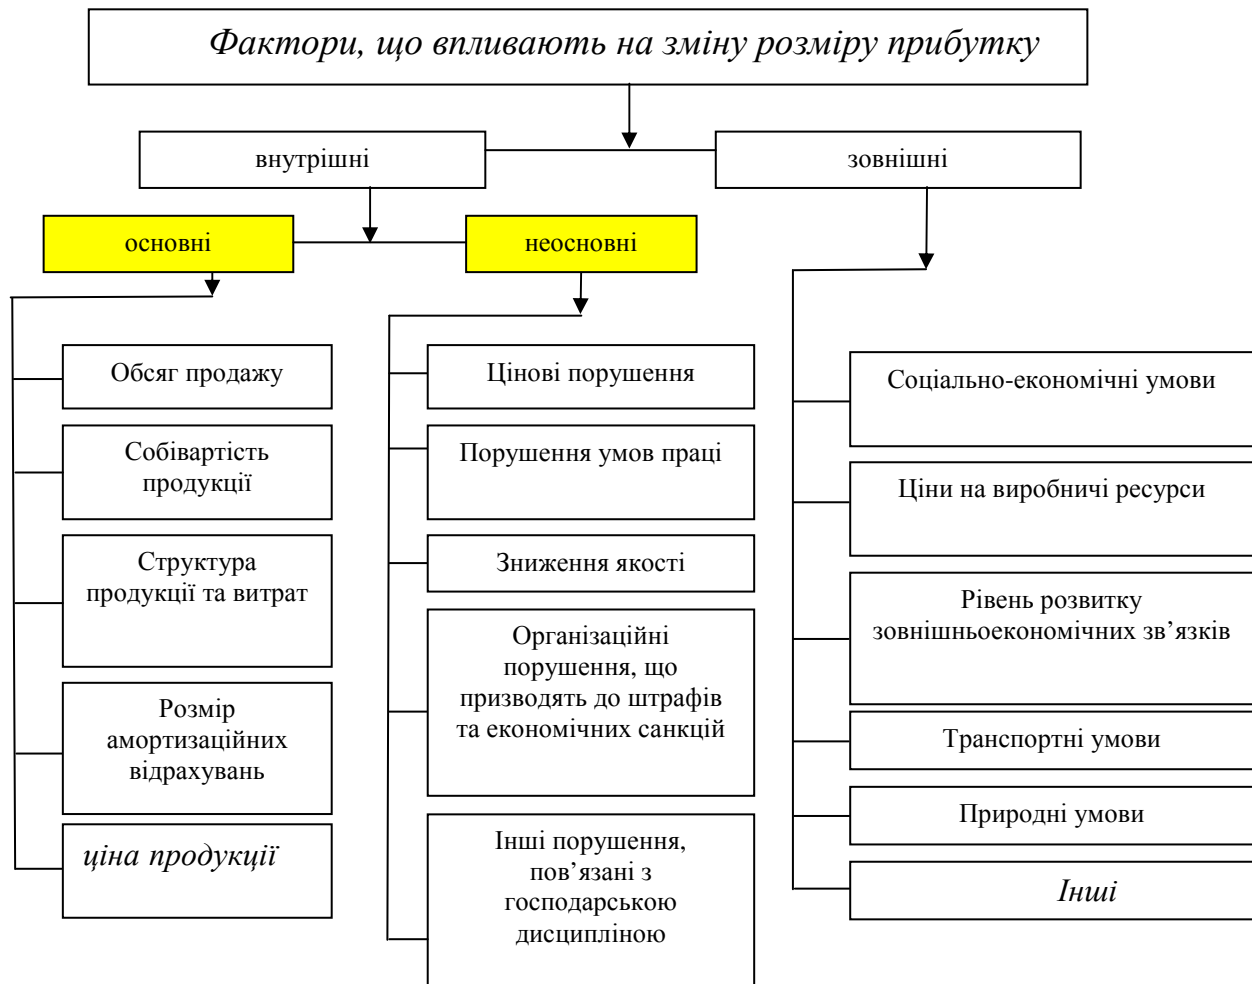 Фактори, що впливають на зміну розміру прибутку
внутрішні
зовнішні
основні
неосновні
Обсяг продажу
Собівартість
продукції
Структура
продукції та витрат
Розмір
амортизаційних
відрахувань
ціна продукції
Цінові порушення
Порушення умов праці
Зниження якості
Організаційні
порушення, що
призводять до штрафів
та економічних санкцій
Інші порушення,
пов’язані з
господарською
дисципліною
Соціально-економічні умови
Ціни на виробничі ресурси
Рівень розвитку
зовнішньоекономічних зв’язків
Транспортні умови
Природні умови
Інші